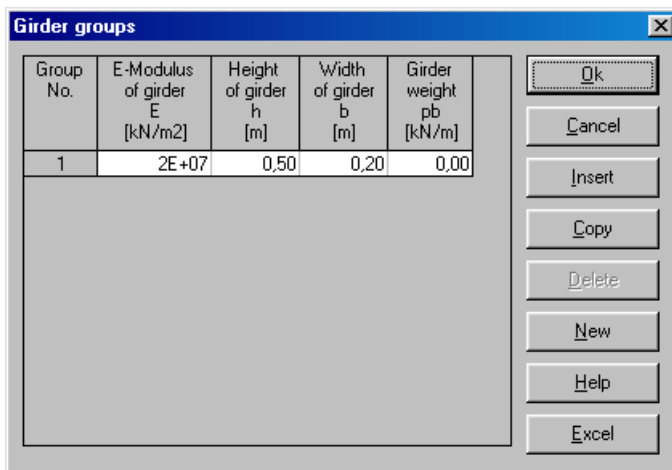 Girder groups
Group No.
E-Modulus of girder E [kN/m2]
Height of girder h [m]
Width of girder b [m]
Girder weight pb [kN/m]
1 2E+07 0,50 0,20 0,00
Ok
Cancel
Insert
Copy
Delete
New
Help
Excel